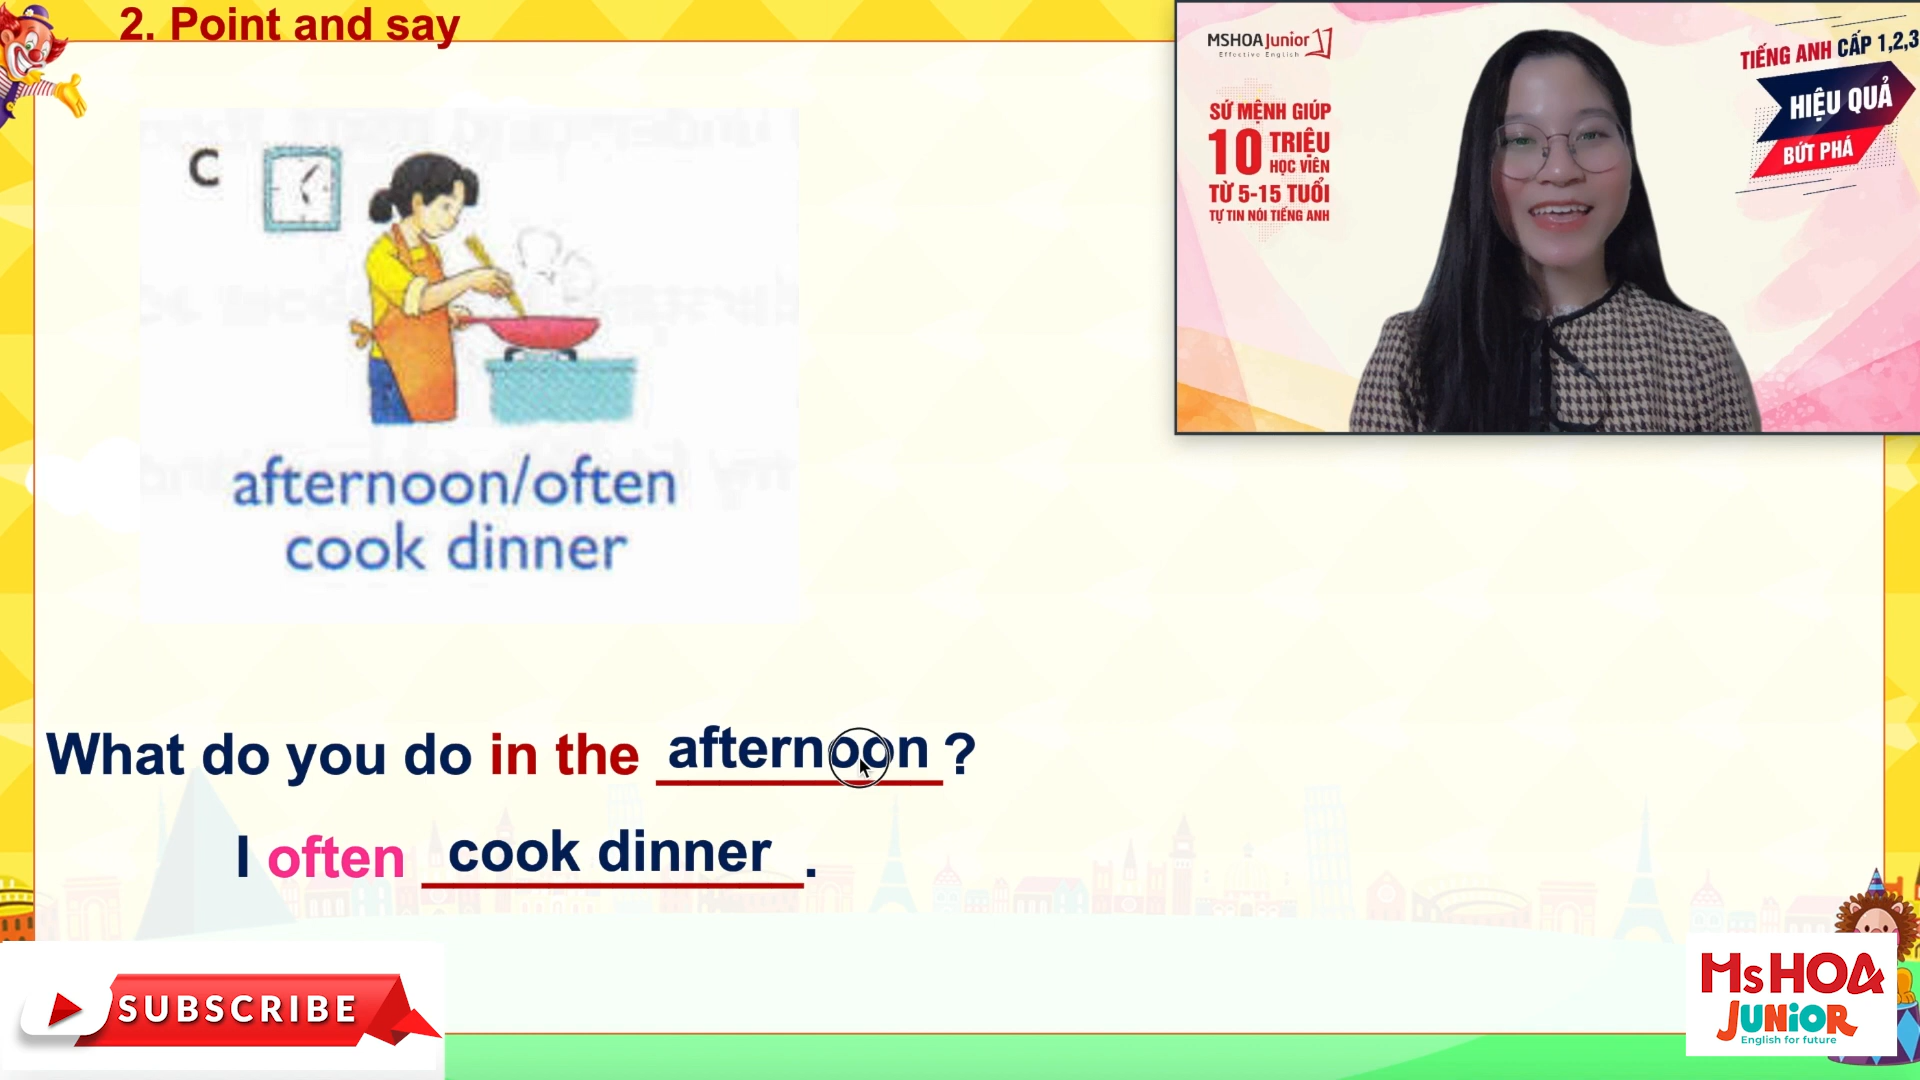 2. Point and say
C
afternoon/often
cook dinner
What do you do in the afternoon?
I often cook dinner.
MSHOA Junior
Effective English
SỨ MỆNH GIÚP
10 TRIỆU
HỌC VIÊN
TỪ 5-15 TUỔI
TỰ TIN NÓI TIẾNG ANH
TIẾNG ANH CẤP 1,2,3
HIỆU QUẢ
BỨT PHÁ
SUBSCRIBE
MsHOA
JUNiOR
English for future